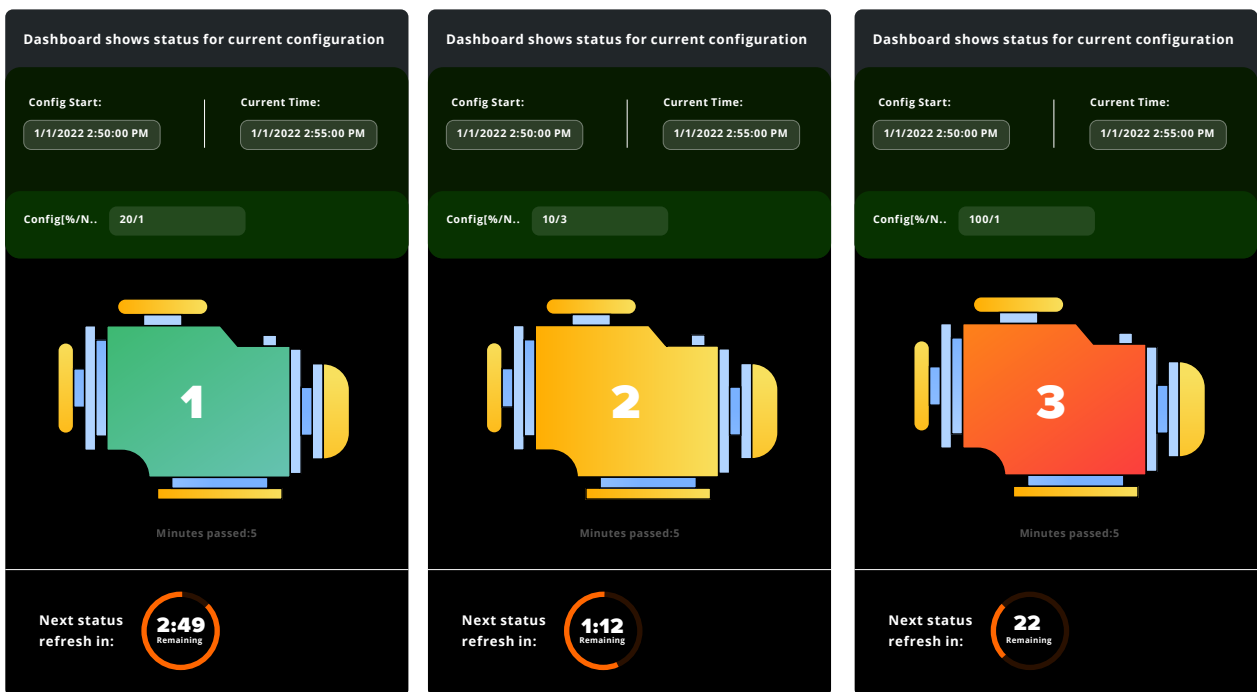 Dashboard shows status for current configuration
Config Start:
Current Time:
1/1/2022 2:50:00 PM
1/1/2022 2:55:00 PM
Config[%/N..
20/1
1
Minutes passed:5
Next status
refresh in:
2:49
Remaining
Dashboard shows status for current configuration
Config Start:
Current Time:
1/1/2022 2:50:00 PM
1/1/2022 2:55:00 PM
Config[%/N..
10/3
2
Minutes passed:5
Next status
refresh in:
1:12
Remaining
Dashboard shows status for current configuration
Config Start:
Current Time:
1/1/2022 2:50:00 PM
1/1/2022 2:55:00 PM
Config[%/N..
100/1
3
Minutes passed:5
Next status
refresh in:
22
Remaining